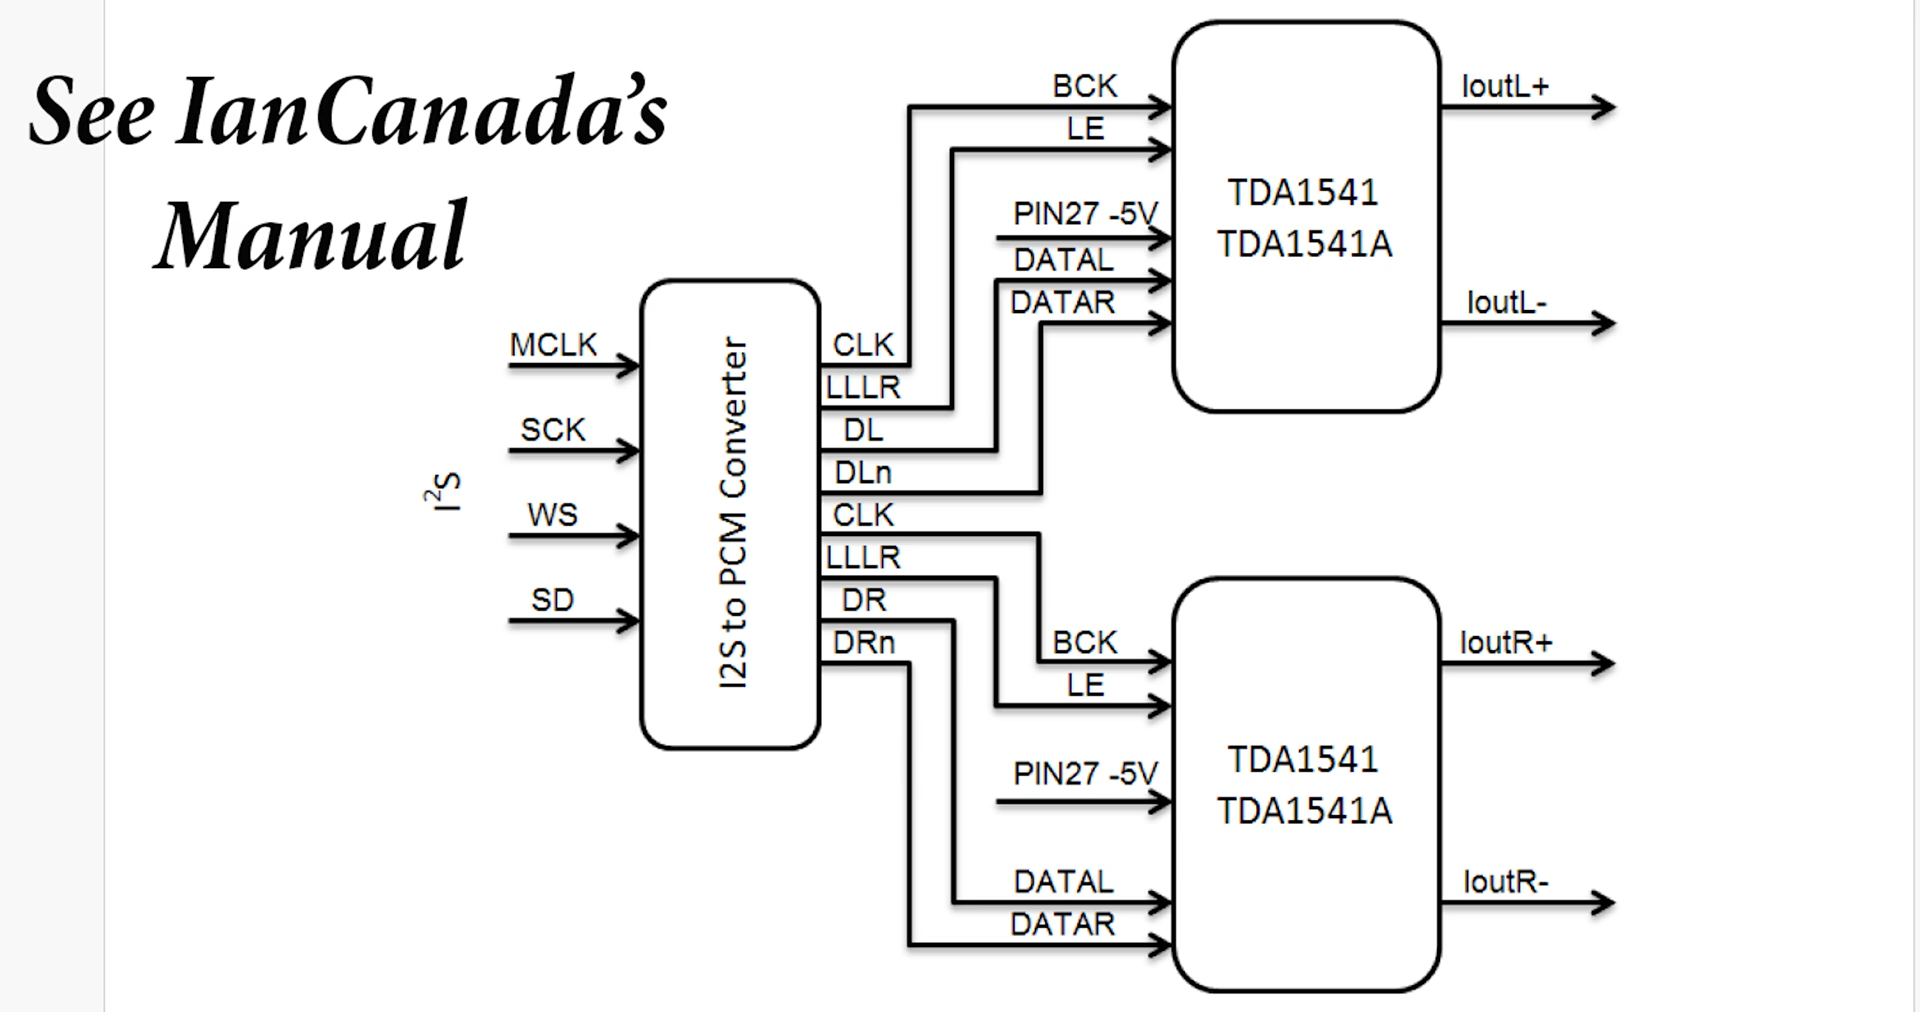 See IanCanada’s
Manual
I²S
MCLK
SCK
WS
SD
I2S to PCM Converter
CLK
LLLR
DL
DLn
CLK
LLLR
DR
DRn
BCK
LE
PIN27 -5V
DATAL
DATAR
TDA1541
TDA1541A
IoutL+
IoutL-
BCK
LE
PIN27 -5V
DATAL
DATAR
TDA1541
TDA1541A
IoutR+
IoutR-